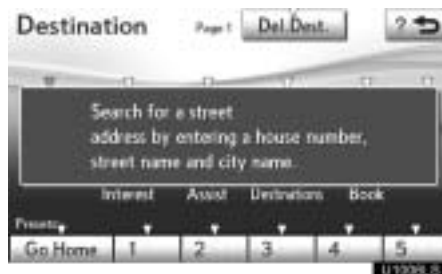 Destination Page 1 Del.Dest. ?
Search for a street
address by entering a house number,
street name and city name.
Interest Assist Destinations Book
Presets
Go Home 1 2 3 4 5